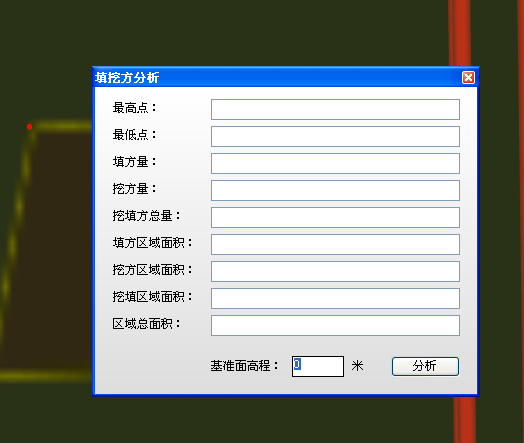 填挖方分析
最高点：
最低点：
填方量：
挖方量：
挖填方总量：
填方区域面积：
挖方区域面积：
挖填区域面积：
区域总面积：
基准面高程： 0 米 分析